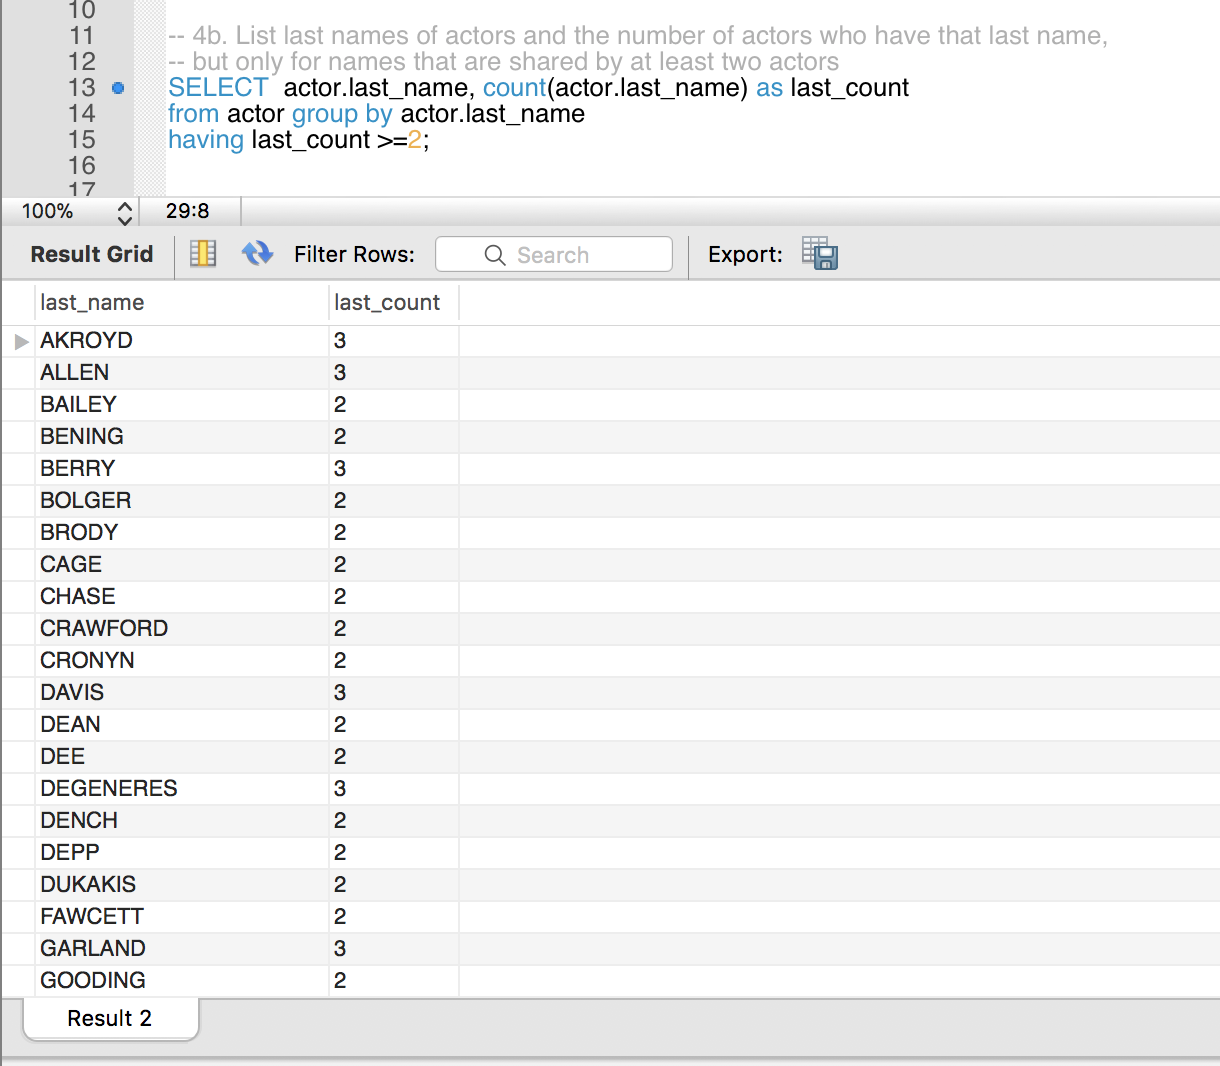 10
11 -- 4b. List last names of actors and the number of actors who have that last name,
12 -- but only for names that are shared by at least two actors
13 SELECT  actor.last_name, count(actor.last_name) as last_count
14 from actor group by actor.last_name
15 having last_count >=2;
16
17
100% 29:8
Result Grid Filter Rows: Search Export:
last_name last_count
AKROYD 3
ALLEN 3
BAILEY 2
BENING 2
BERRY 3
BOLGER 2
BRODY 2
CAGE 2
CHASE 2
CRAWFORD 2
CRONYN 2
DAVIS 3
DEAN 2
DEE 2
DEGENERES 3
DENCH 2
DEPP 2
DUKAKIS 2
FAWCETT 2
GARLAND 3
GOODING 2
Result 2